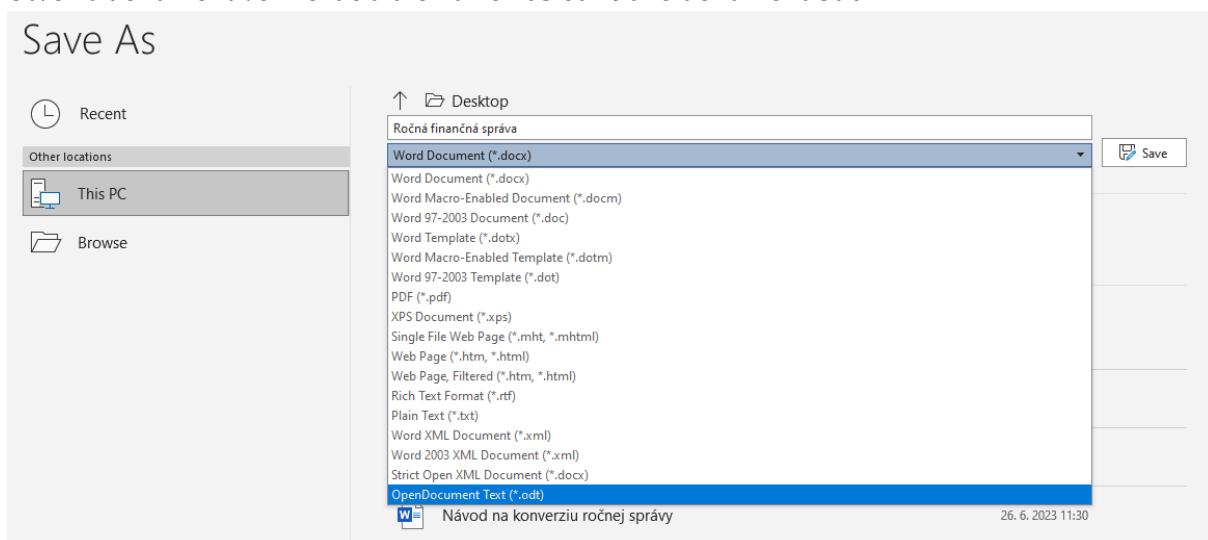 Save As
Recent
Other locations
This PC
Browse
Desktop
Ročná finančná správa
Word Document (*.docx)
Save
Word Document (*.docx)
Word Macro-Enabled Document (*.docm)
Word 97-2003 Document (*.doc)
Word Template (*.dotx)
Word Macro-Enabled Template (*.dotm)
Word 97-2003 Template (*.dot)
PDF (*.pdf)
XPS Document (*.xps)
Single File Web Page (*.mht, *.mhtml)
Web Page (*.htm, *.html)
Web Page, Filtered (*.htm, *.html)
Rich Text Format (*.rtf)
Plain Text (*.txt)
Word XML Document (*.xml)
Word 2003 XML Document (*.xml)
Strict Open XML Document (*.docx)
OpenDocument Text (*.odt)
Návod na konverziu ročnej správy 26. 6. 2023 11:30